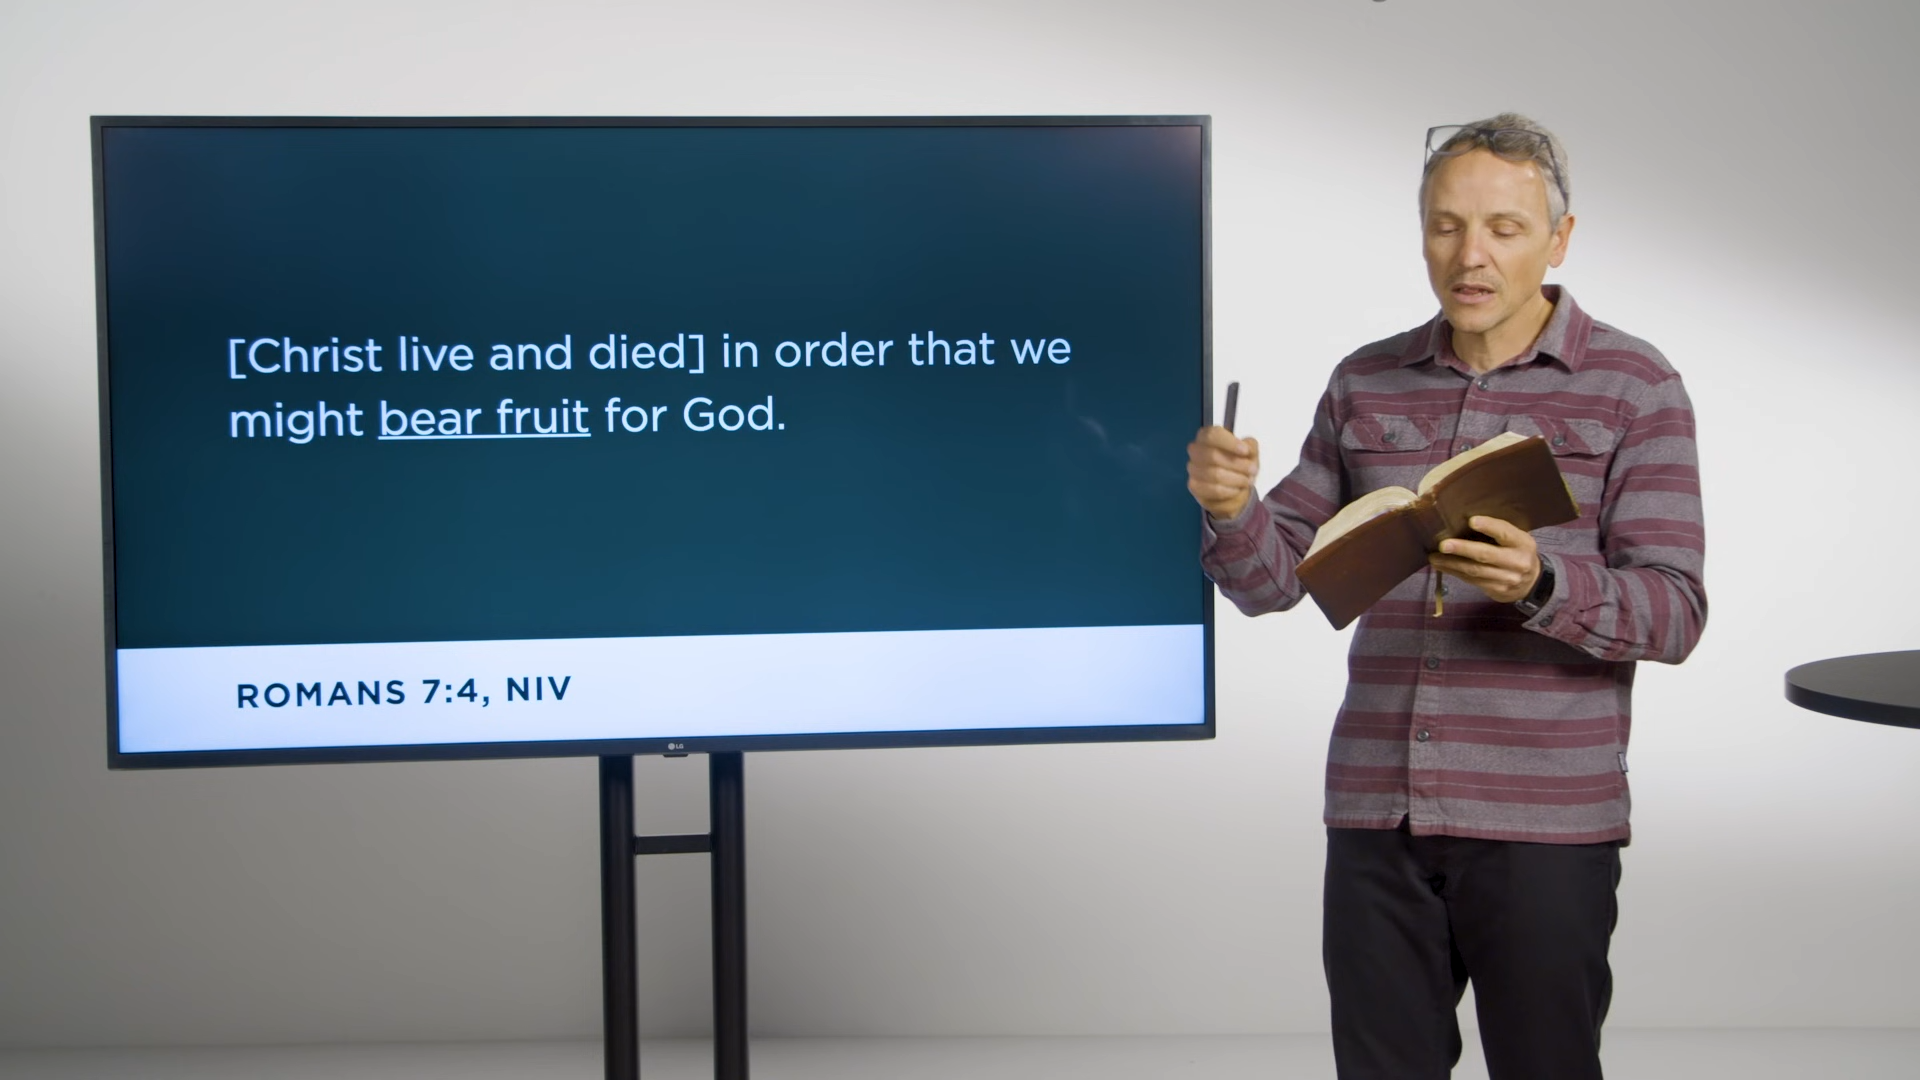 [Christ live and died] in order that we
might bear fruit for God.
ROMANS 7:4, NIV
LG